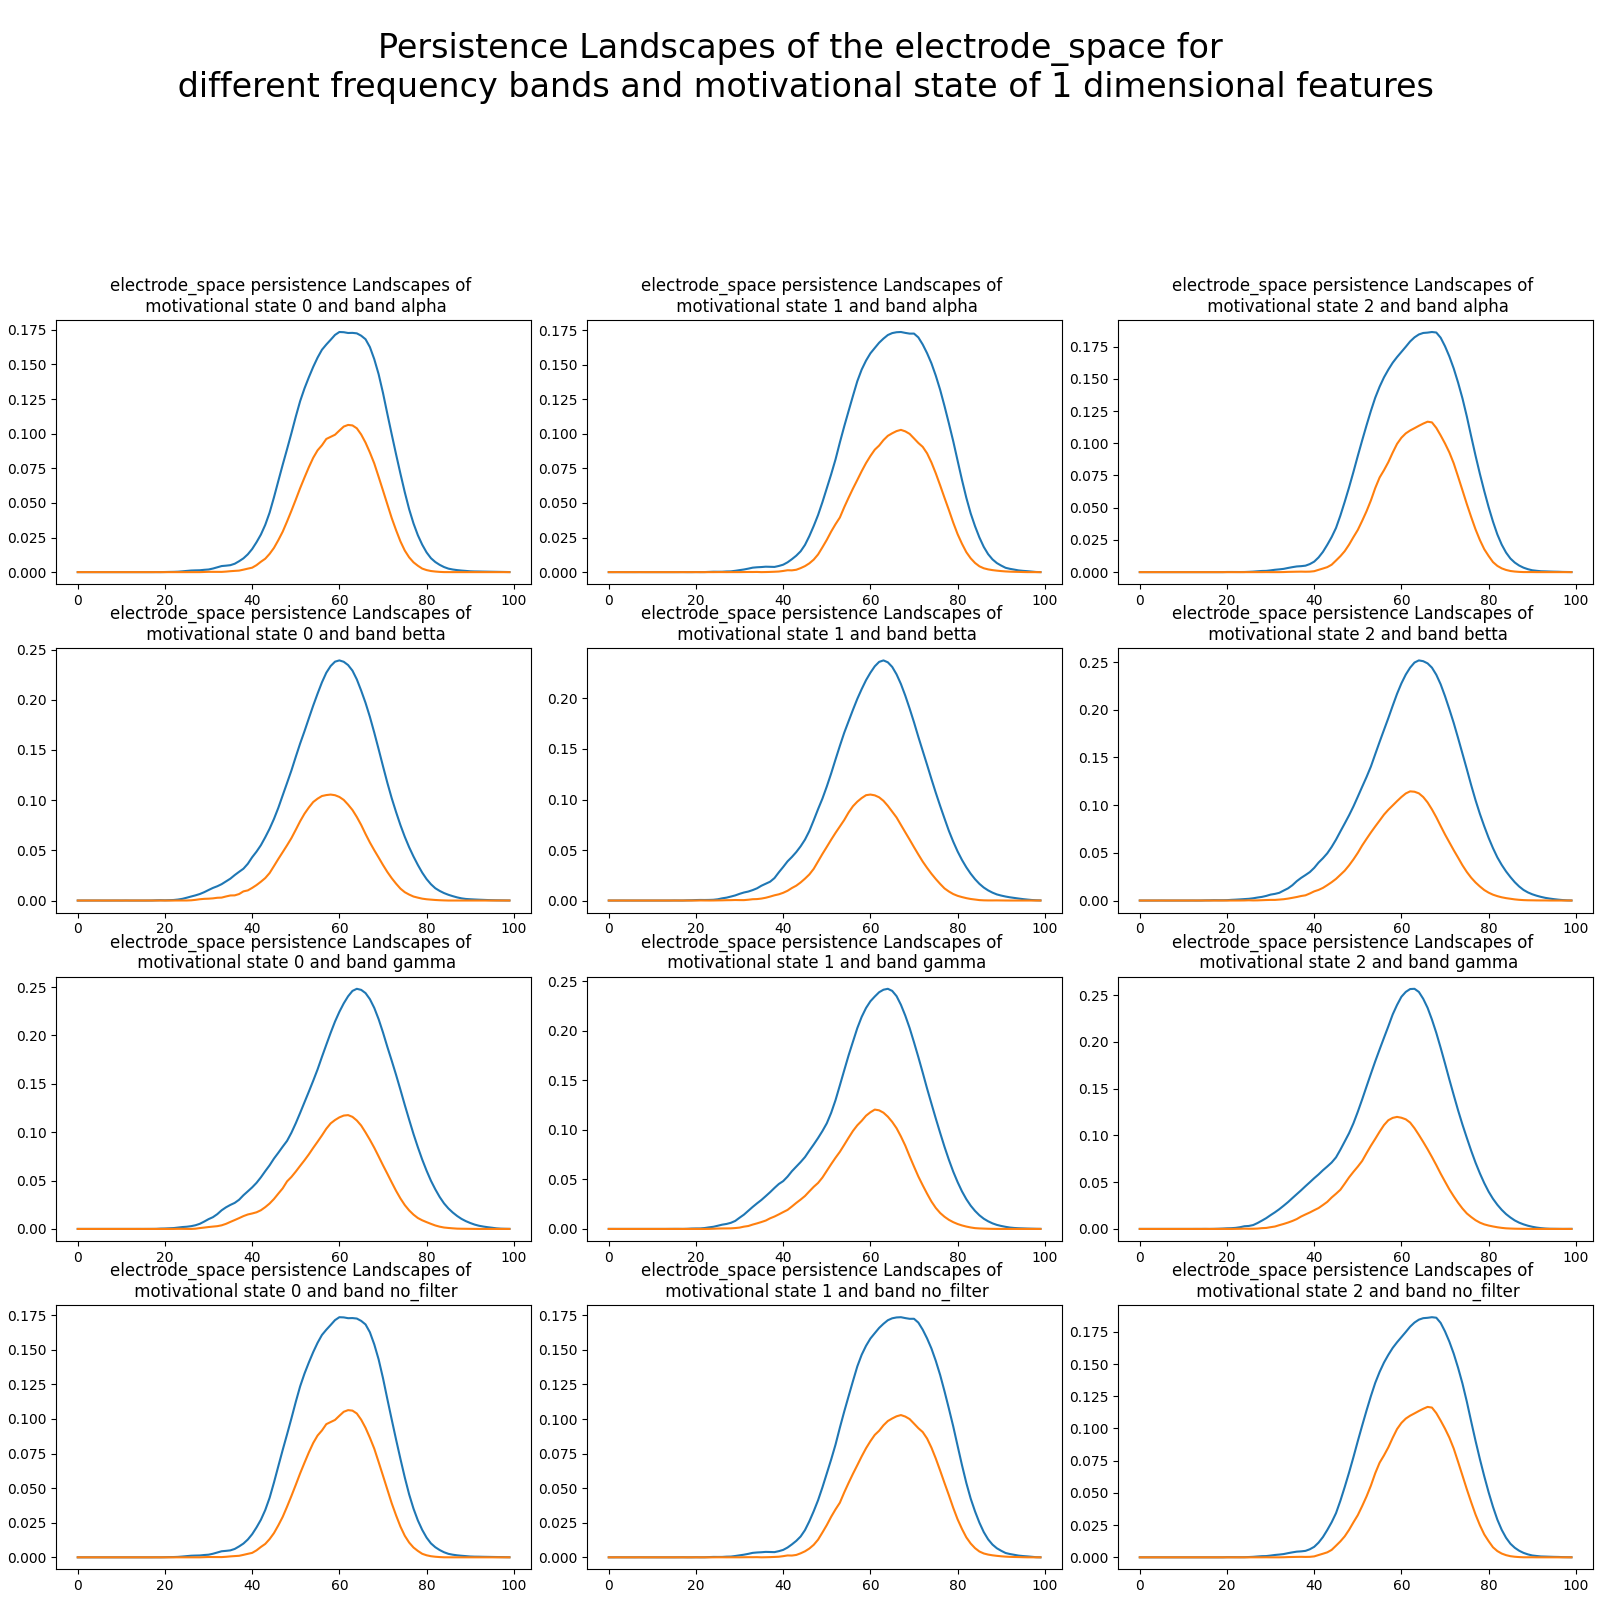 Persistence Landscapes of the electrode_space for
different frequency bands and motivational state of 1 dimensional features
electrode_space persistence Landscapes of
motivational state 0 and band alpha
0.175
0.150
0.125
0.100
0.075
0.050
0.025
0.000
0 20 40 60 80 100
electrode_space persistence Landscapes of
motivational state 1 and band alpha
0.175
0.150
0.125
0.100
0.075
0.050
0.025
0.000
0 20 40 60 80 100
electrode_space persistence Landscapes of
motivational state 2 and band alpha
0.175
0.150
0.125
0.100
0.075
0.050
0.025
0.000
0 20 40 60 80 100
electrode_space persistence Landscapes of
motivational state 0 and band betta
0.25
0.20
0.15
0.10
0.05
0.00
0 20 40 60 80 100
electrode_space persistence Landscapes of
motivational state 1 and band betta
0.20
0.15
0.10
0.05
0.00
0 20 40 60 80 100
electrode_space persistence Landscapes of
motivational state 2 and band betta
0.25
0.20
0.15
0.10
0.05
0.00
0 20 40 60 80 100
electrode_space persistence Landscapes of
motivational state 0 and band gamma
0.25
0.20
0.15
0.10
0.05
0.00
0 20 40 60 80 100
electrode_space persistence Landscapes of
motivational state 1 and band gamma
0.25
0.20
0.15
0.10
0.05
0.00
0 20 40 60 80 100
electrode_space persistence Landscapes of
motivational state 2 and band gamma
0.25
0.20
0.15
0.10
0.05
0.00
0 20 40 60 80 100
electrode_space persistence Landscapes of
motivational state 0 and band no_filter
0.175
0.150
0.125
0.100
0.075
0.050
0.025
0.000
0 20 40 60 80 100
electrode_space persistence Landscapes of
motivational state 1 and band no_filter
0.175
0.150
0.125
0.100
0.075
0.050
0.025
0.000
0 20 40 60 80 100
electrode_space persistence Landscapes of
motivational state 2 and band no_filter
0.175
0.150
0.125
0.100
0.075
0.050
0.025
0.000
0 20 40 60 80 100